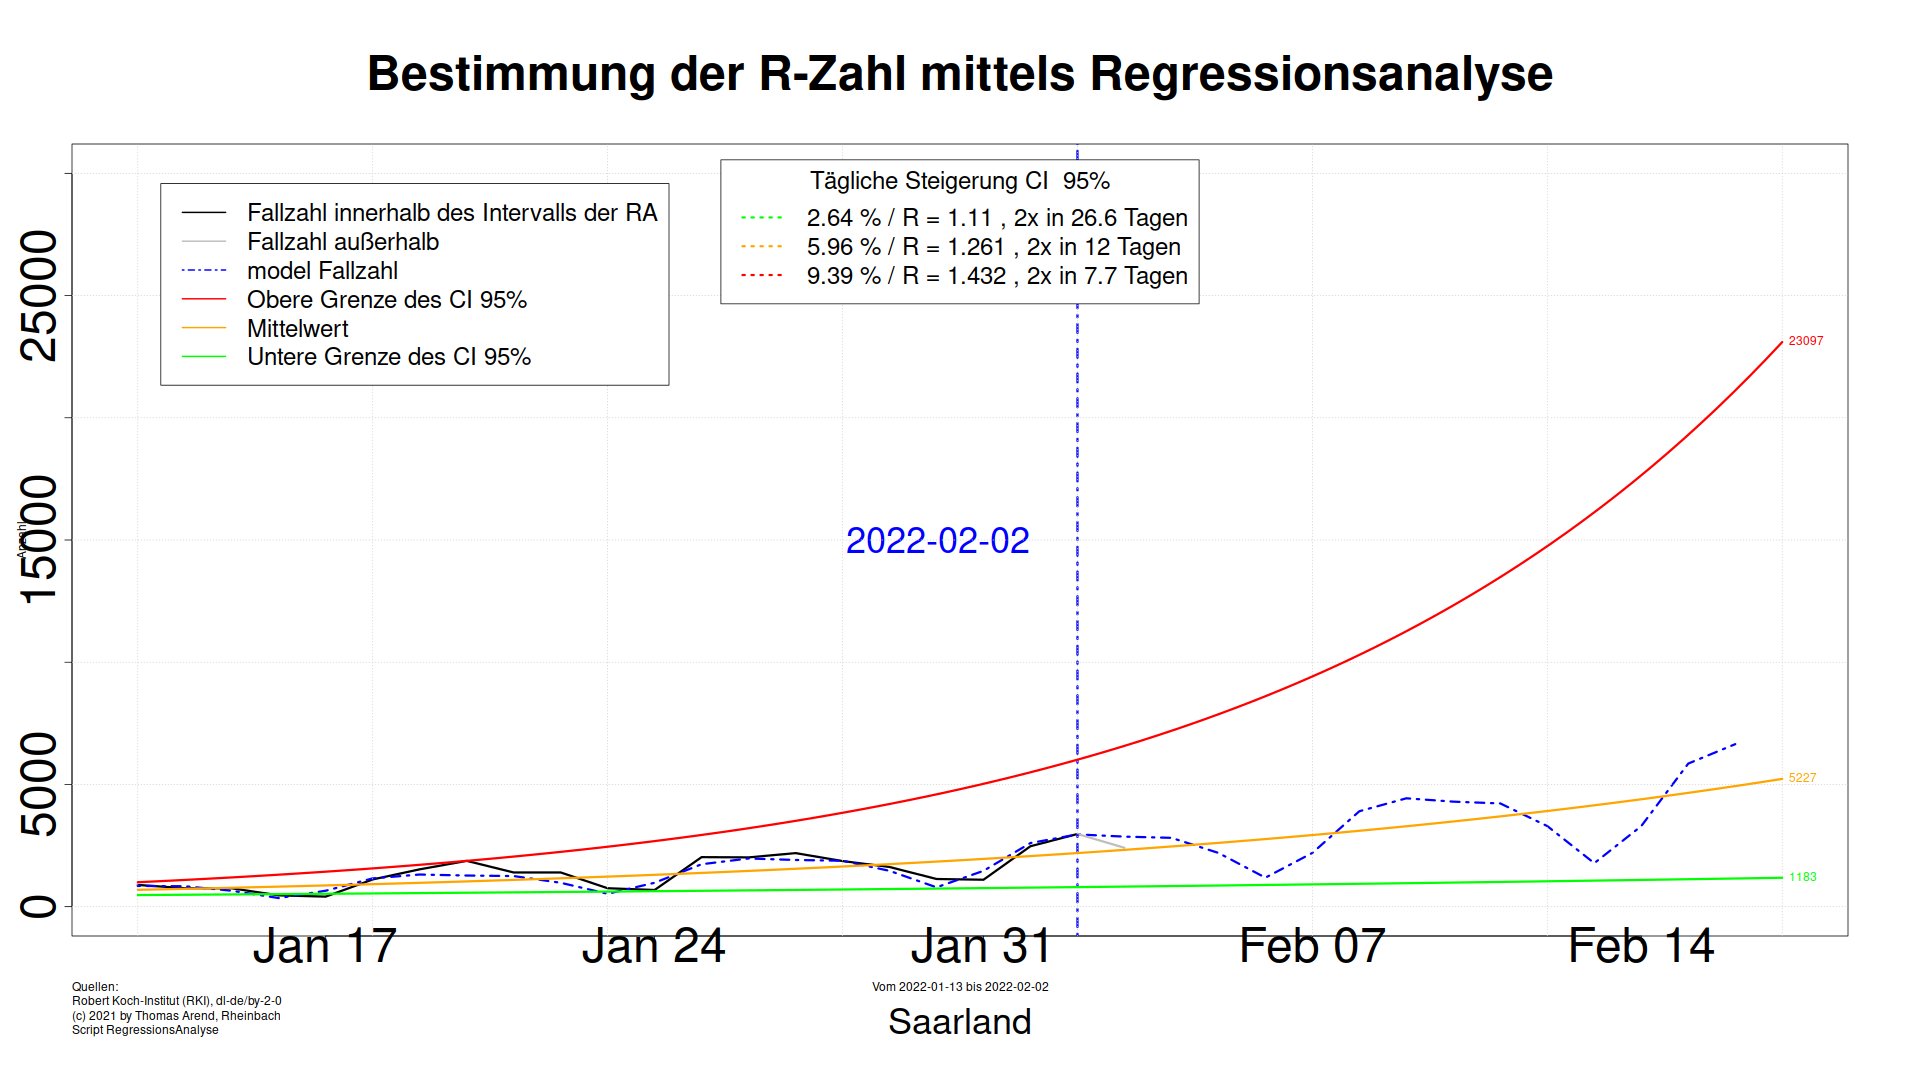 Bestimmung der R-Zahl mittels Regressionsanalyse
Fallzahl innerhalb des Intervalls der RA
Fallzahl außerhalb
model Fallzahl
Obere Grenze des CI 95%
Mittelwert
Untere Grenze des CI 95%
Tägliche Steigerung CI  95%
2.64 % / R = 1.11 , 2x in 26.6 Tagen
5.96 % / R = 1.261 , 2x in 12 Tagen
9.39 % / R = 1.432 , 2x in 7.7 Tagen
25000
15000
5000
0
Anzahl
2022-02-02
23097
5227
1183
Jan 17
Jan 24
Jan 31
Feb 07
Feb 14
Quellen:
Robert Koch-Institut (RKI), dl-de/by-2-0
(c) 2021 by Thomas Arend, Rheinbach
Script RegressionsAnalyse
Vom 2022-01-13 bis 2022-02-02
Saarland